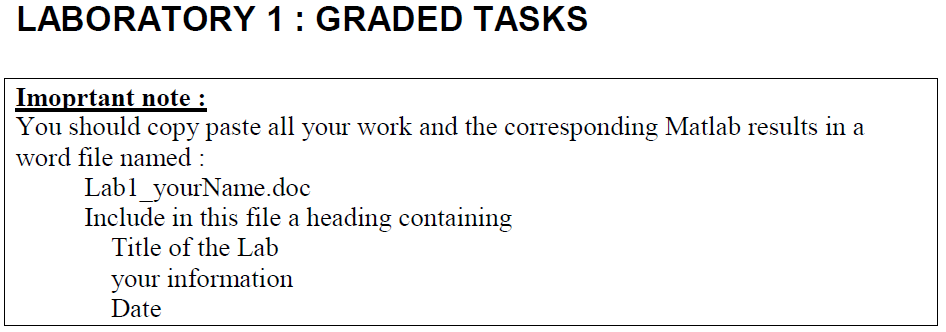 LABORATORY 1 : GRADED TASKS
Imoprtant note :
You should copy paste all your work and the corresponding Matlab results in a
word file named :
Lab1_yourName.doc
Include in this file a heading containing
Title of the Lab
your information
Date